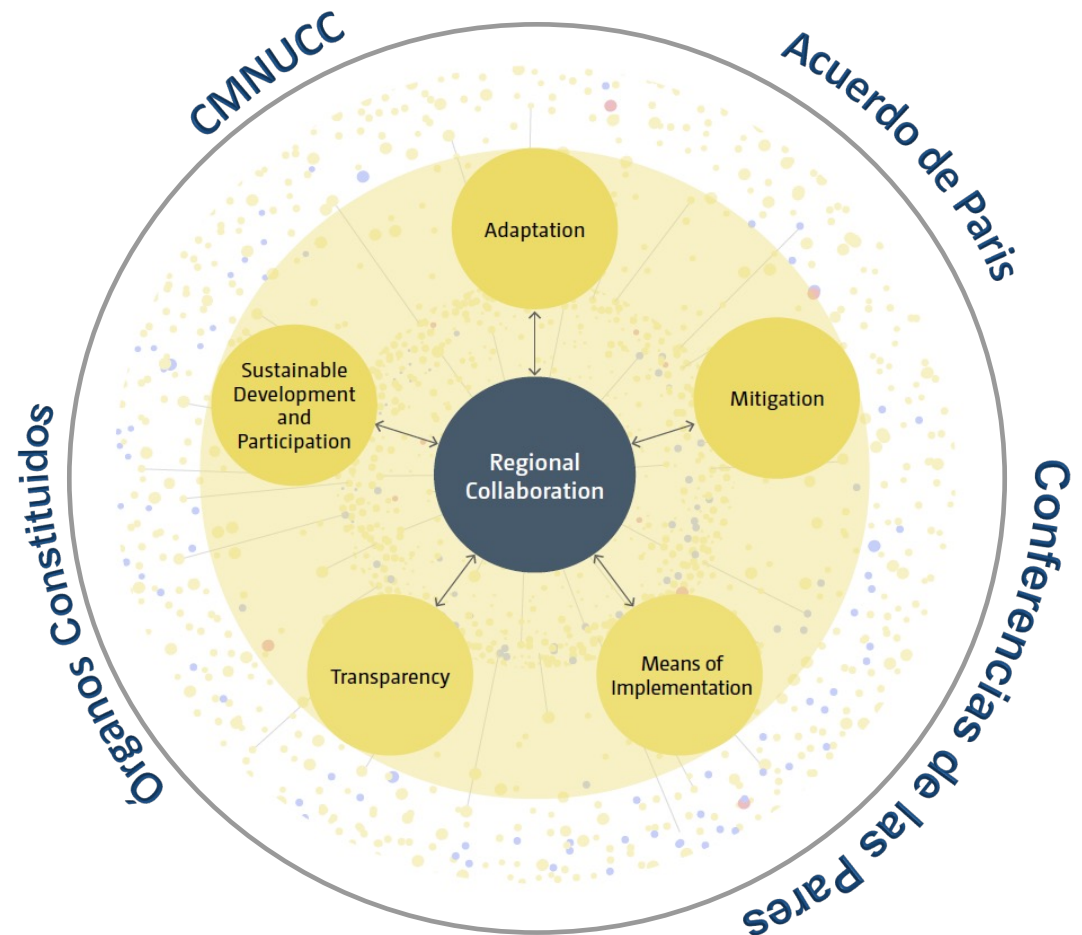 CMNUCC
Acuerdo de Paris
Adaptation
Sustainable
Development
and
Participation
Mitigation
Regional
Collaboration
Transparency
Means of
Implementation
Órganos Constituidos
Conferencias de las Pares